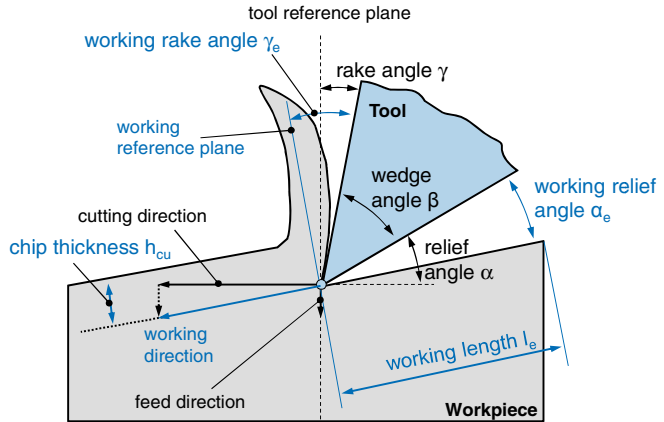 tool reference plane
working rake angle γe
rake angle γ
working
reference plane
Tool
wedge
angle β
working relief
angle αe
cutting direction
chip thickness hcu
relief
angle α
working
direction
working length le
feed direction
Workpiece